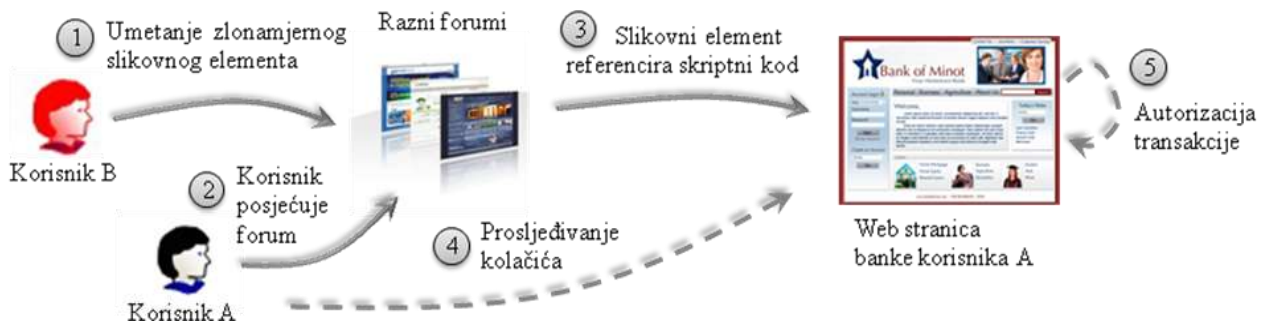 1
Umetanje zlonamjernog
slikovnog elementa
Korisnik B
Razni forumi
2
Korisnik
posjećuje
forum
Korisnik A
3
Slikovni element
referencira skriptni kod
4
Prosljeđivanje
kolačića
Bank of Minot
Welcome,
Web stranica
banke korisnika A
5
Autorizacija
transakcije